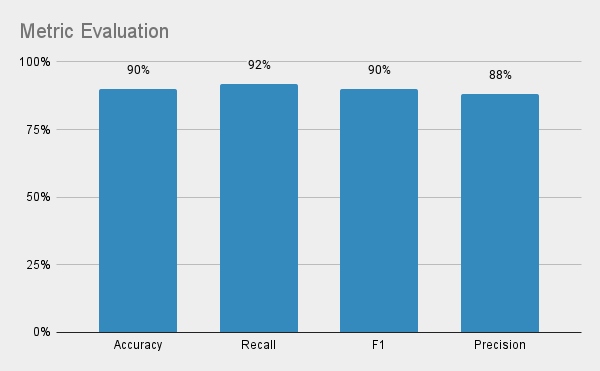 Metric Evaluation
100%
75%
50%
25%
0%
90%
92%
90%
88%
Accuracy
Recall
F1
Precision